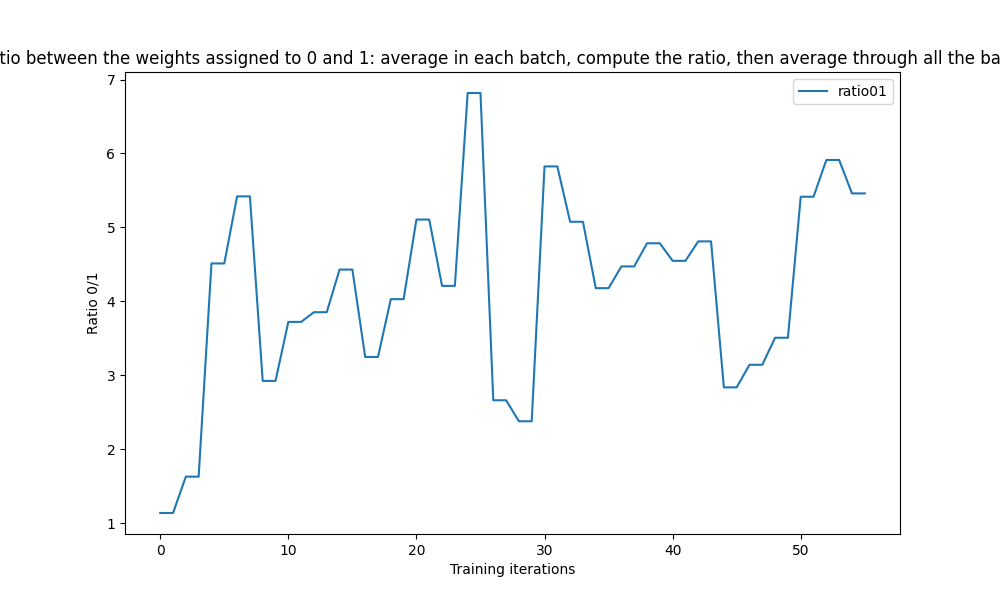 tio between the weights assigned to 0 and 1: average in each batch, compute the ratio, then average through all the ba
7
ratio01
6
5
4
Ratio 0/1
3
2
1
0 10 20 30 40 50
Training iterations